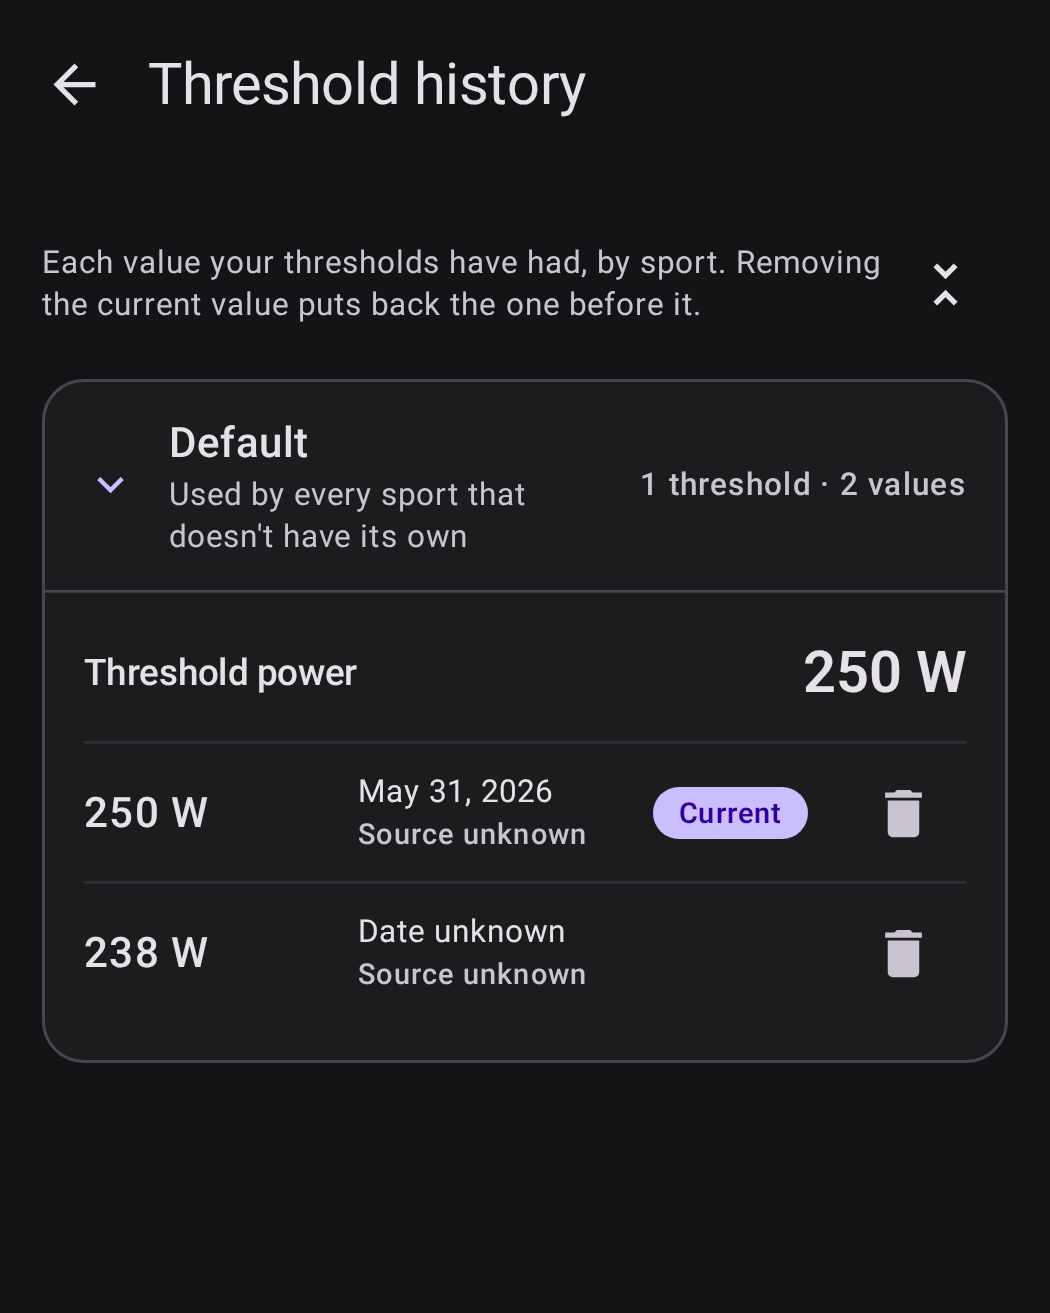 Threshold history
Each value your thresholds have had, by sport. Removing
the current value puts back the one before it.
Default
Used by every sport that
doesn't have its own
1 threshold · 2 values
Threshold power
250 W
250 W
May 31, 2026
Source unknown
Current
238 W
Date unknown
Source unknown